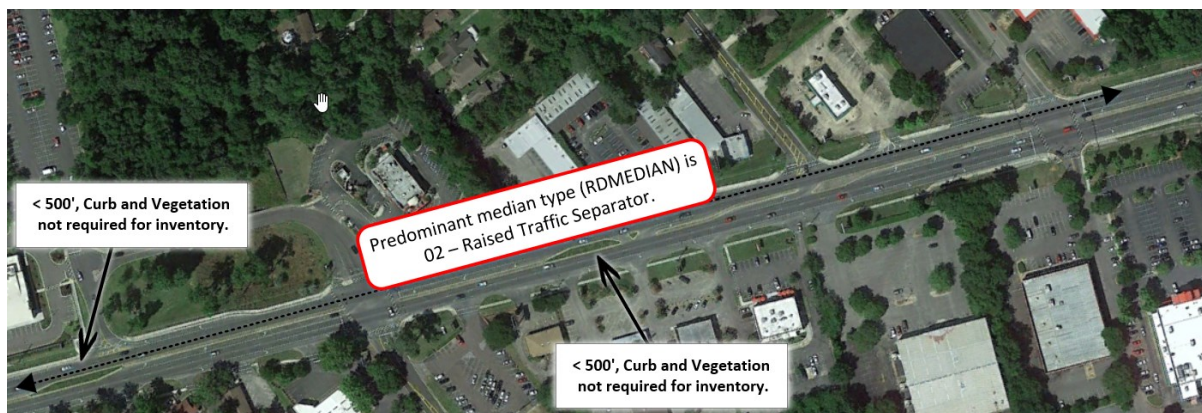 Predominant median type (RDMEDIAN) is
02 – Raised Traffic Separator.
< 500', Curb and Vegetation
not required for inventory.
< 500', Curb and Vegetation
not required for inventory.